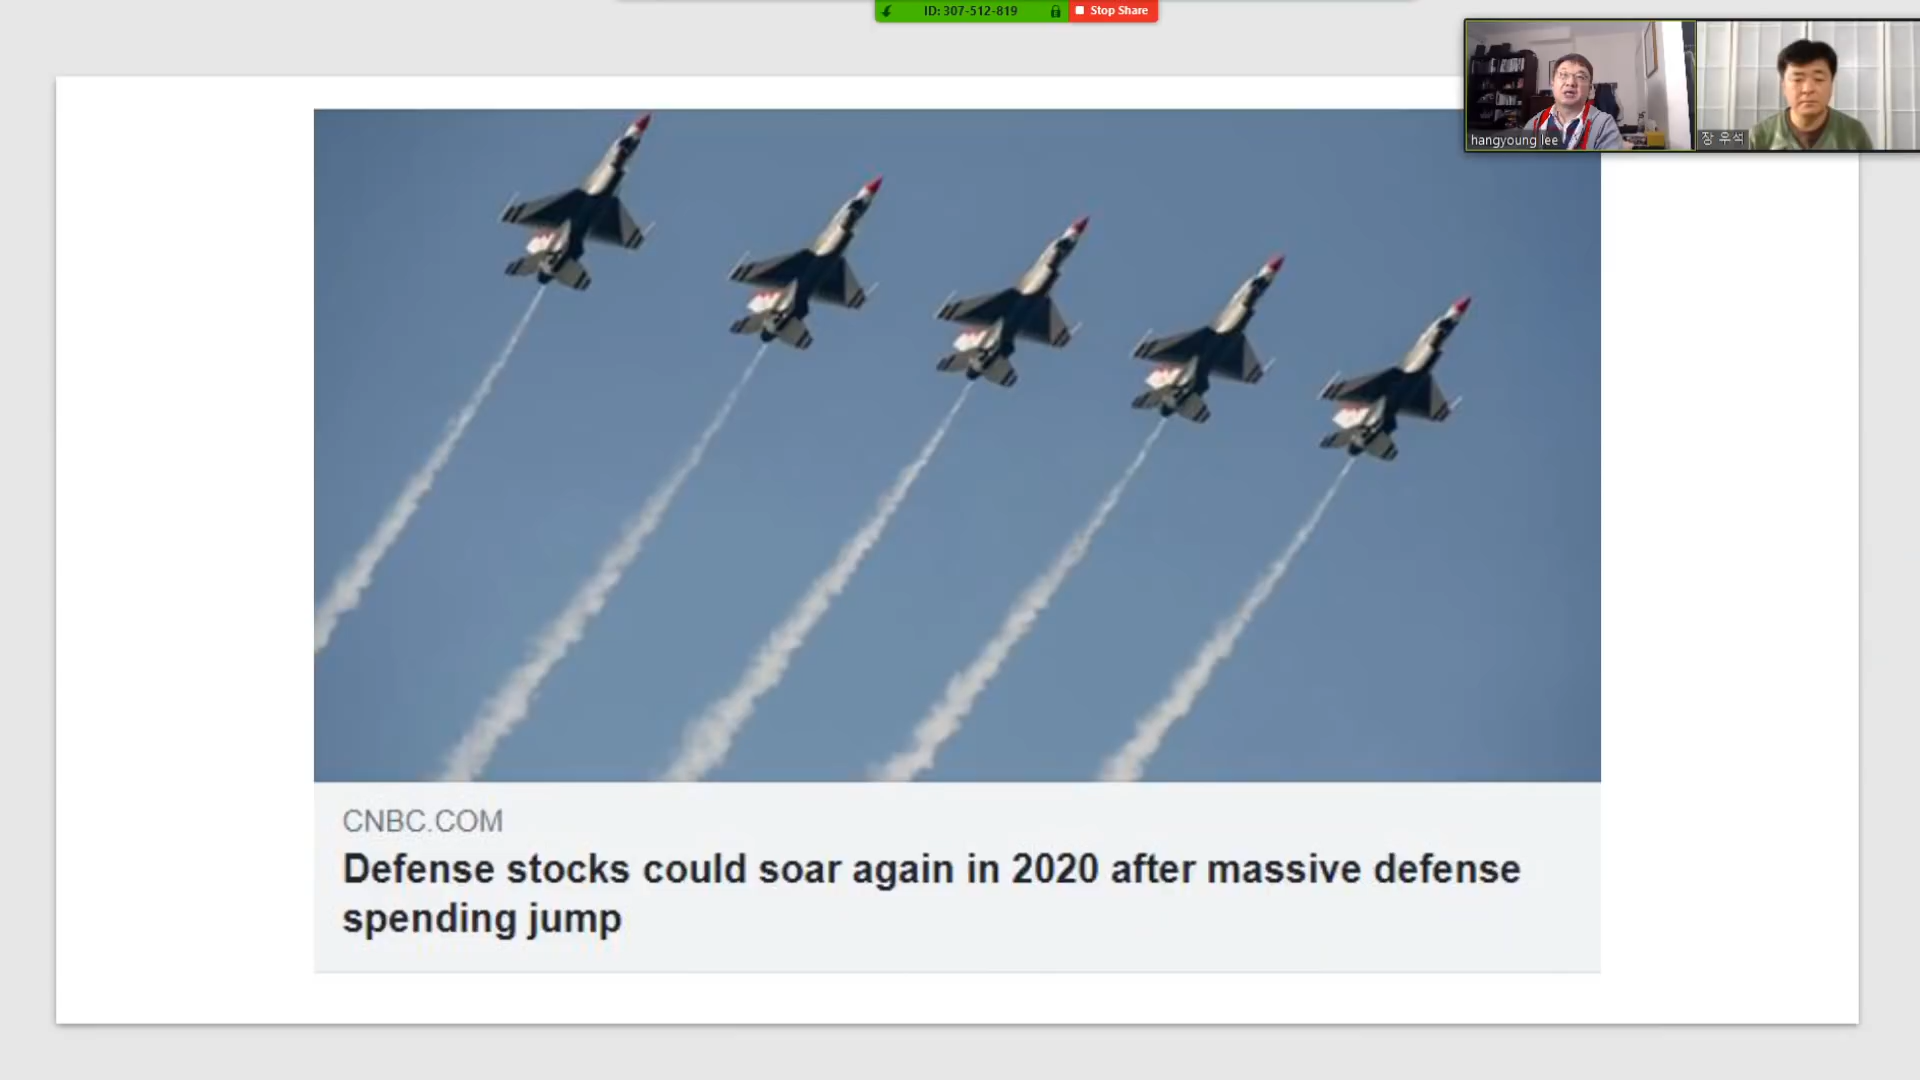 ID: 307-512-819
Stop Share
hangyoung lee
장 우석
CNBC.COM
Defense stocks could soar again in 2020 after massive defense
spending jump